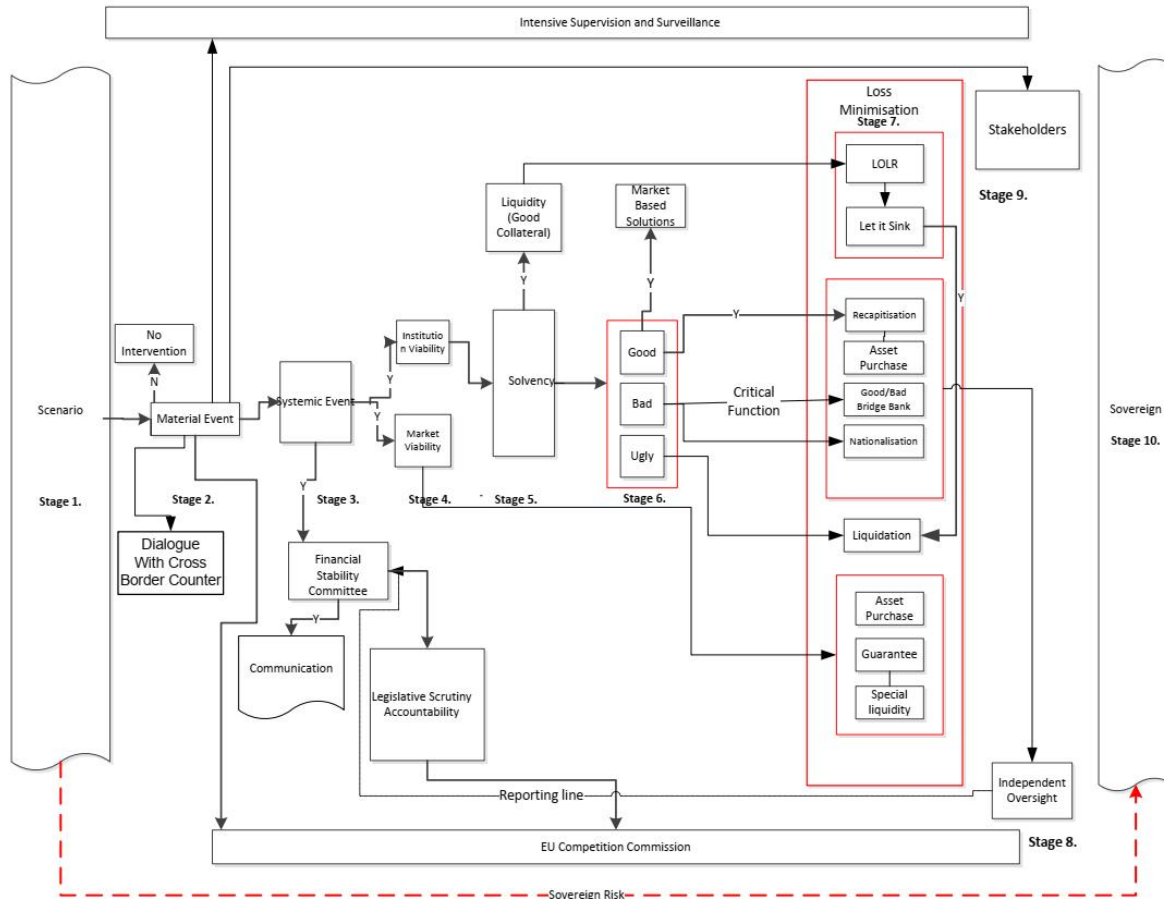 Intensive Supervision and Surveillance
Loss
Minimisation
Stage 7.
Stakeholders
Stage 9.
LOLR
Let it Sink
Liquidity
(Good
Collateral)
Market
Based
Solutions
Y
Y
Y
No
Intervention
N
Scenario
Material Event
Systemic Event
Y
Y
Institutio
n Viability
Market
Viability
Solvency
Good
Bad
Ugly
Y
Critical
Function
Recapitisation
Asset
Purchase
Good/Bad
Bridge Bank
Nationalisation
Sovereign
Stage 10.
Stage 1.
Stage 2.
Stage 3.
Stage 4.
Stage 5.
Stage 6.
Y
Dialogue
With Cross
Border Counter
Financial
Stability
Committee
Liquidation
Y
Communication
Legislative Scrutiny
Accountability
Asset
Purchase
Guarantee
Special
liquidity
Reporting line
Independent
Oversight
Stage 8.
EU Competition Commission
Sovereign Risk